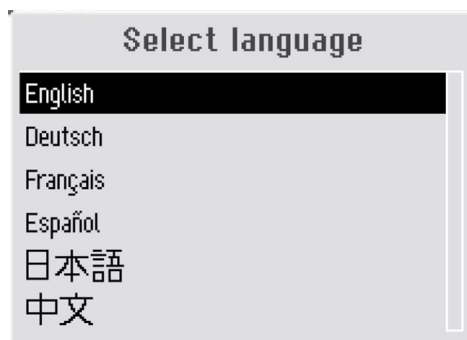 Select language
English
Deutsch
Français
Español
日本語
中文